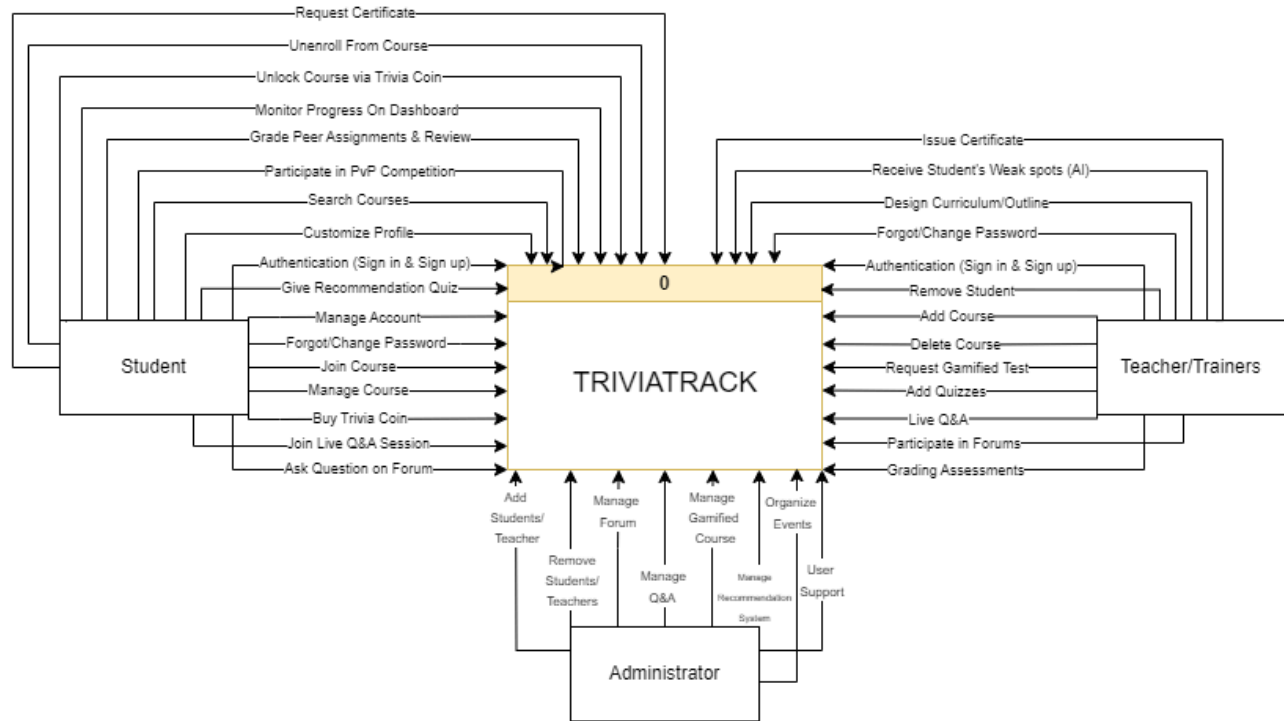 Request Certificate
Unenroll From Course
Unlock Course via Trivia Coin
Monitor Progress On Dashboard
Grade Peer Assignments & Review
Participate in PvP Competition
Search Courses
Customize Profile
Authentication (Sign in & Sign up)
Give Recommendation Quiz
Manage Account
Forgot/Change Password
Join Course
Manage Course
Buy Trivia Coin
Join Live Q&A Session
Ask Question on Forum
Student
0
TRIVIATRACK
Issue Certificate
Receive Student's Weak spots (AI)
Design Curriculum/Outline
Forgot/Change Password
Authentication (Sign in & Sign up)
Remove Student
Add Course
Delete Course
Request Gamified Test
Add Quizzes
Live Q&A
Participate in Forums
Grading Assessments
Teacher/Trainers
Add
Students/
Teacher
Remove
Students/
Teachers
Manage
Forum
Manage
Q&A
Manage
Gamified
Course
Manage
Recommendation
System
Organize
Events
User
Support
Administrator